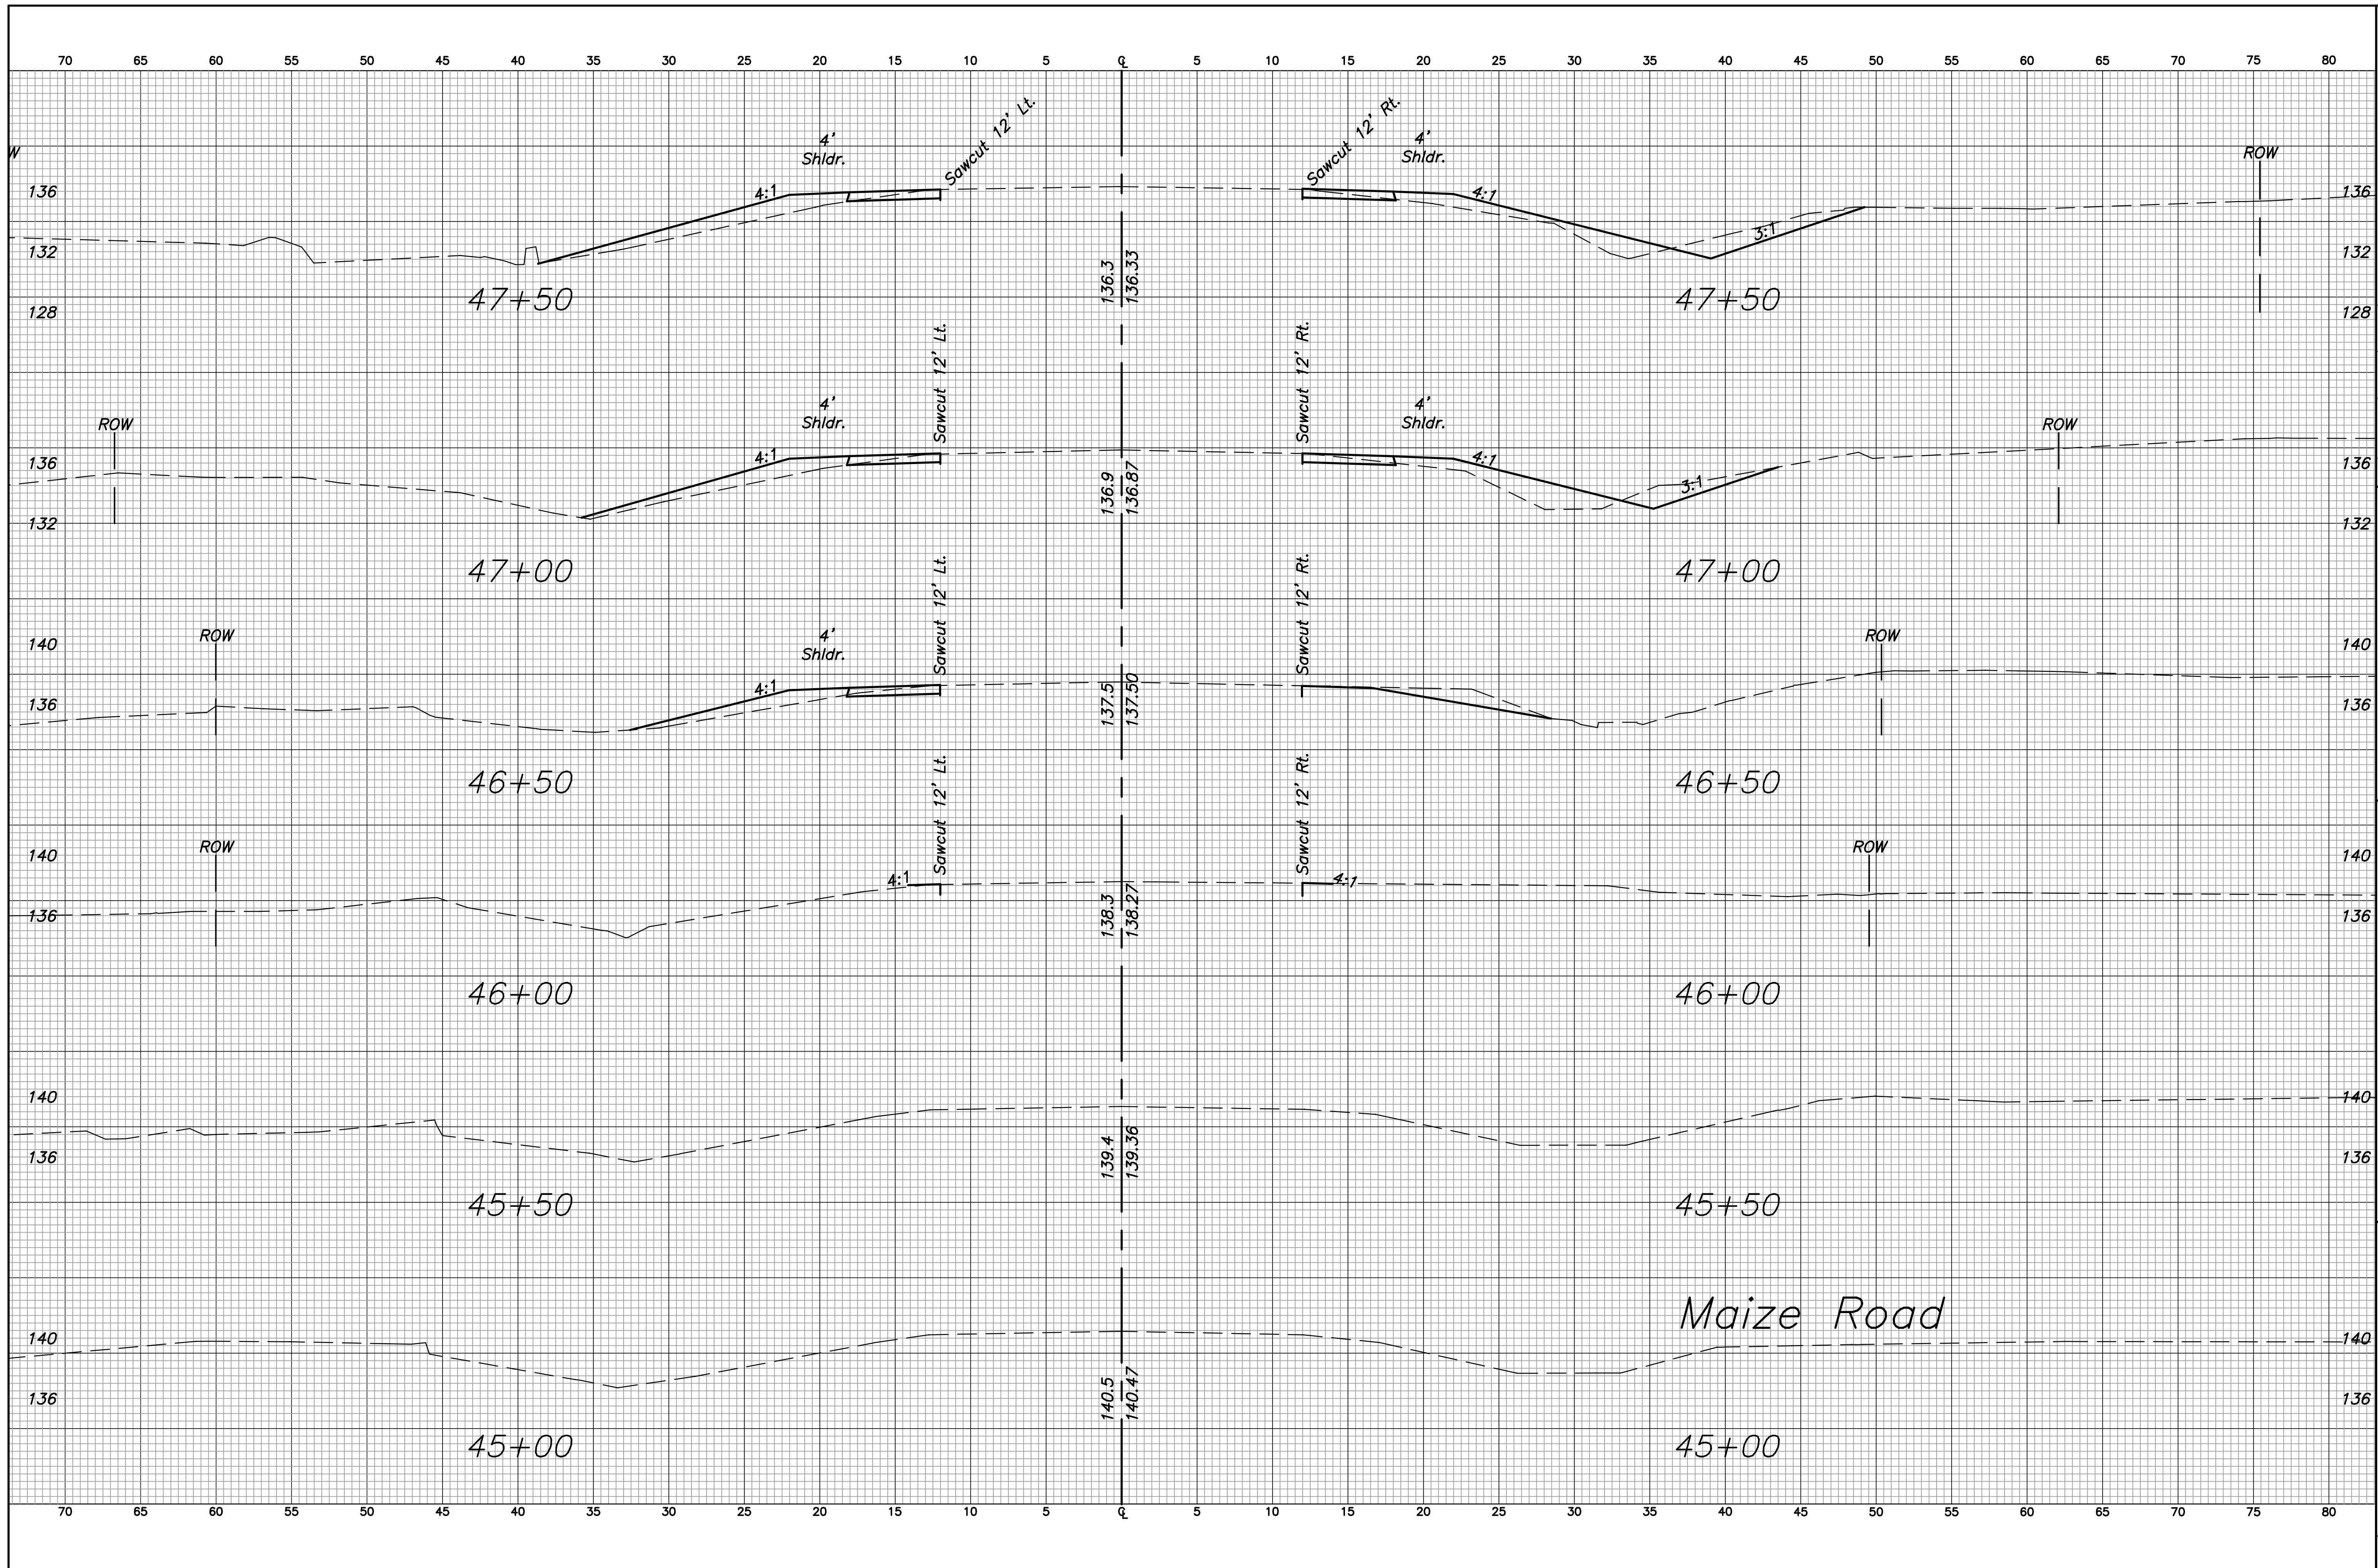 70 65 60 55 50 45 40 35 30 25 20 15 10 5 ℄ 5 10 15 20 25 30 35 40 45 50 55 60 65 70 75 80
Sawcut 12' Lt.
Sawcut 12' Rt.
4'
Shldr.
4'
Shldr.
W
ROW
136 4:1 4:1 136
132 3:1 132
136.3 136.33
47+50 47+50
128 128
Sawcut 12' Lt.
Sawcut 12' Rt.
4'
Shldr.
4'
Shldr.
ROW ROW
136 4:1 4:1 136
3:1
136.9 136.87
132 132
47+00 47+00
Sawcut 12' Lt.
Sawcut 12' Rt.
ROW 4' ROW
Shldr.
140 140
4:1
136 136
137.5 137.50
46+50 46+50
Sawcut 12' Lt.
Sawcut 12' Rt.
ROW ROW
140 140
4:1 4:1
136 136
138.3 138.27
46+00 46+00
140 140
139.4 139.36
136 136
45+50 45+50
Maize Road
140 140
140.5 140.47
136 136
45+00 45+00
70 65 60 55 50 45 40 35 30 25 20 15 10 5 ℄ 5 10 15 20 25 30 35 40 45 50 55 60 65 70 75 80